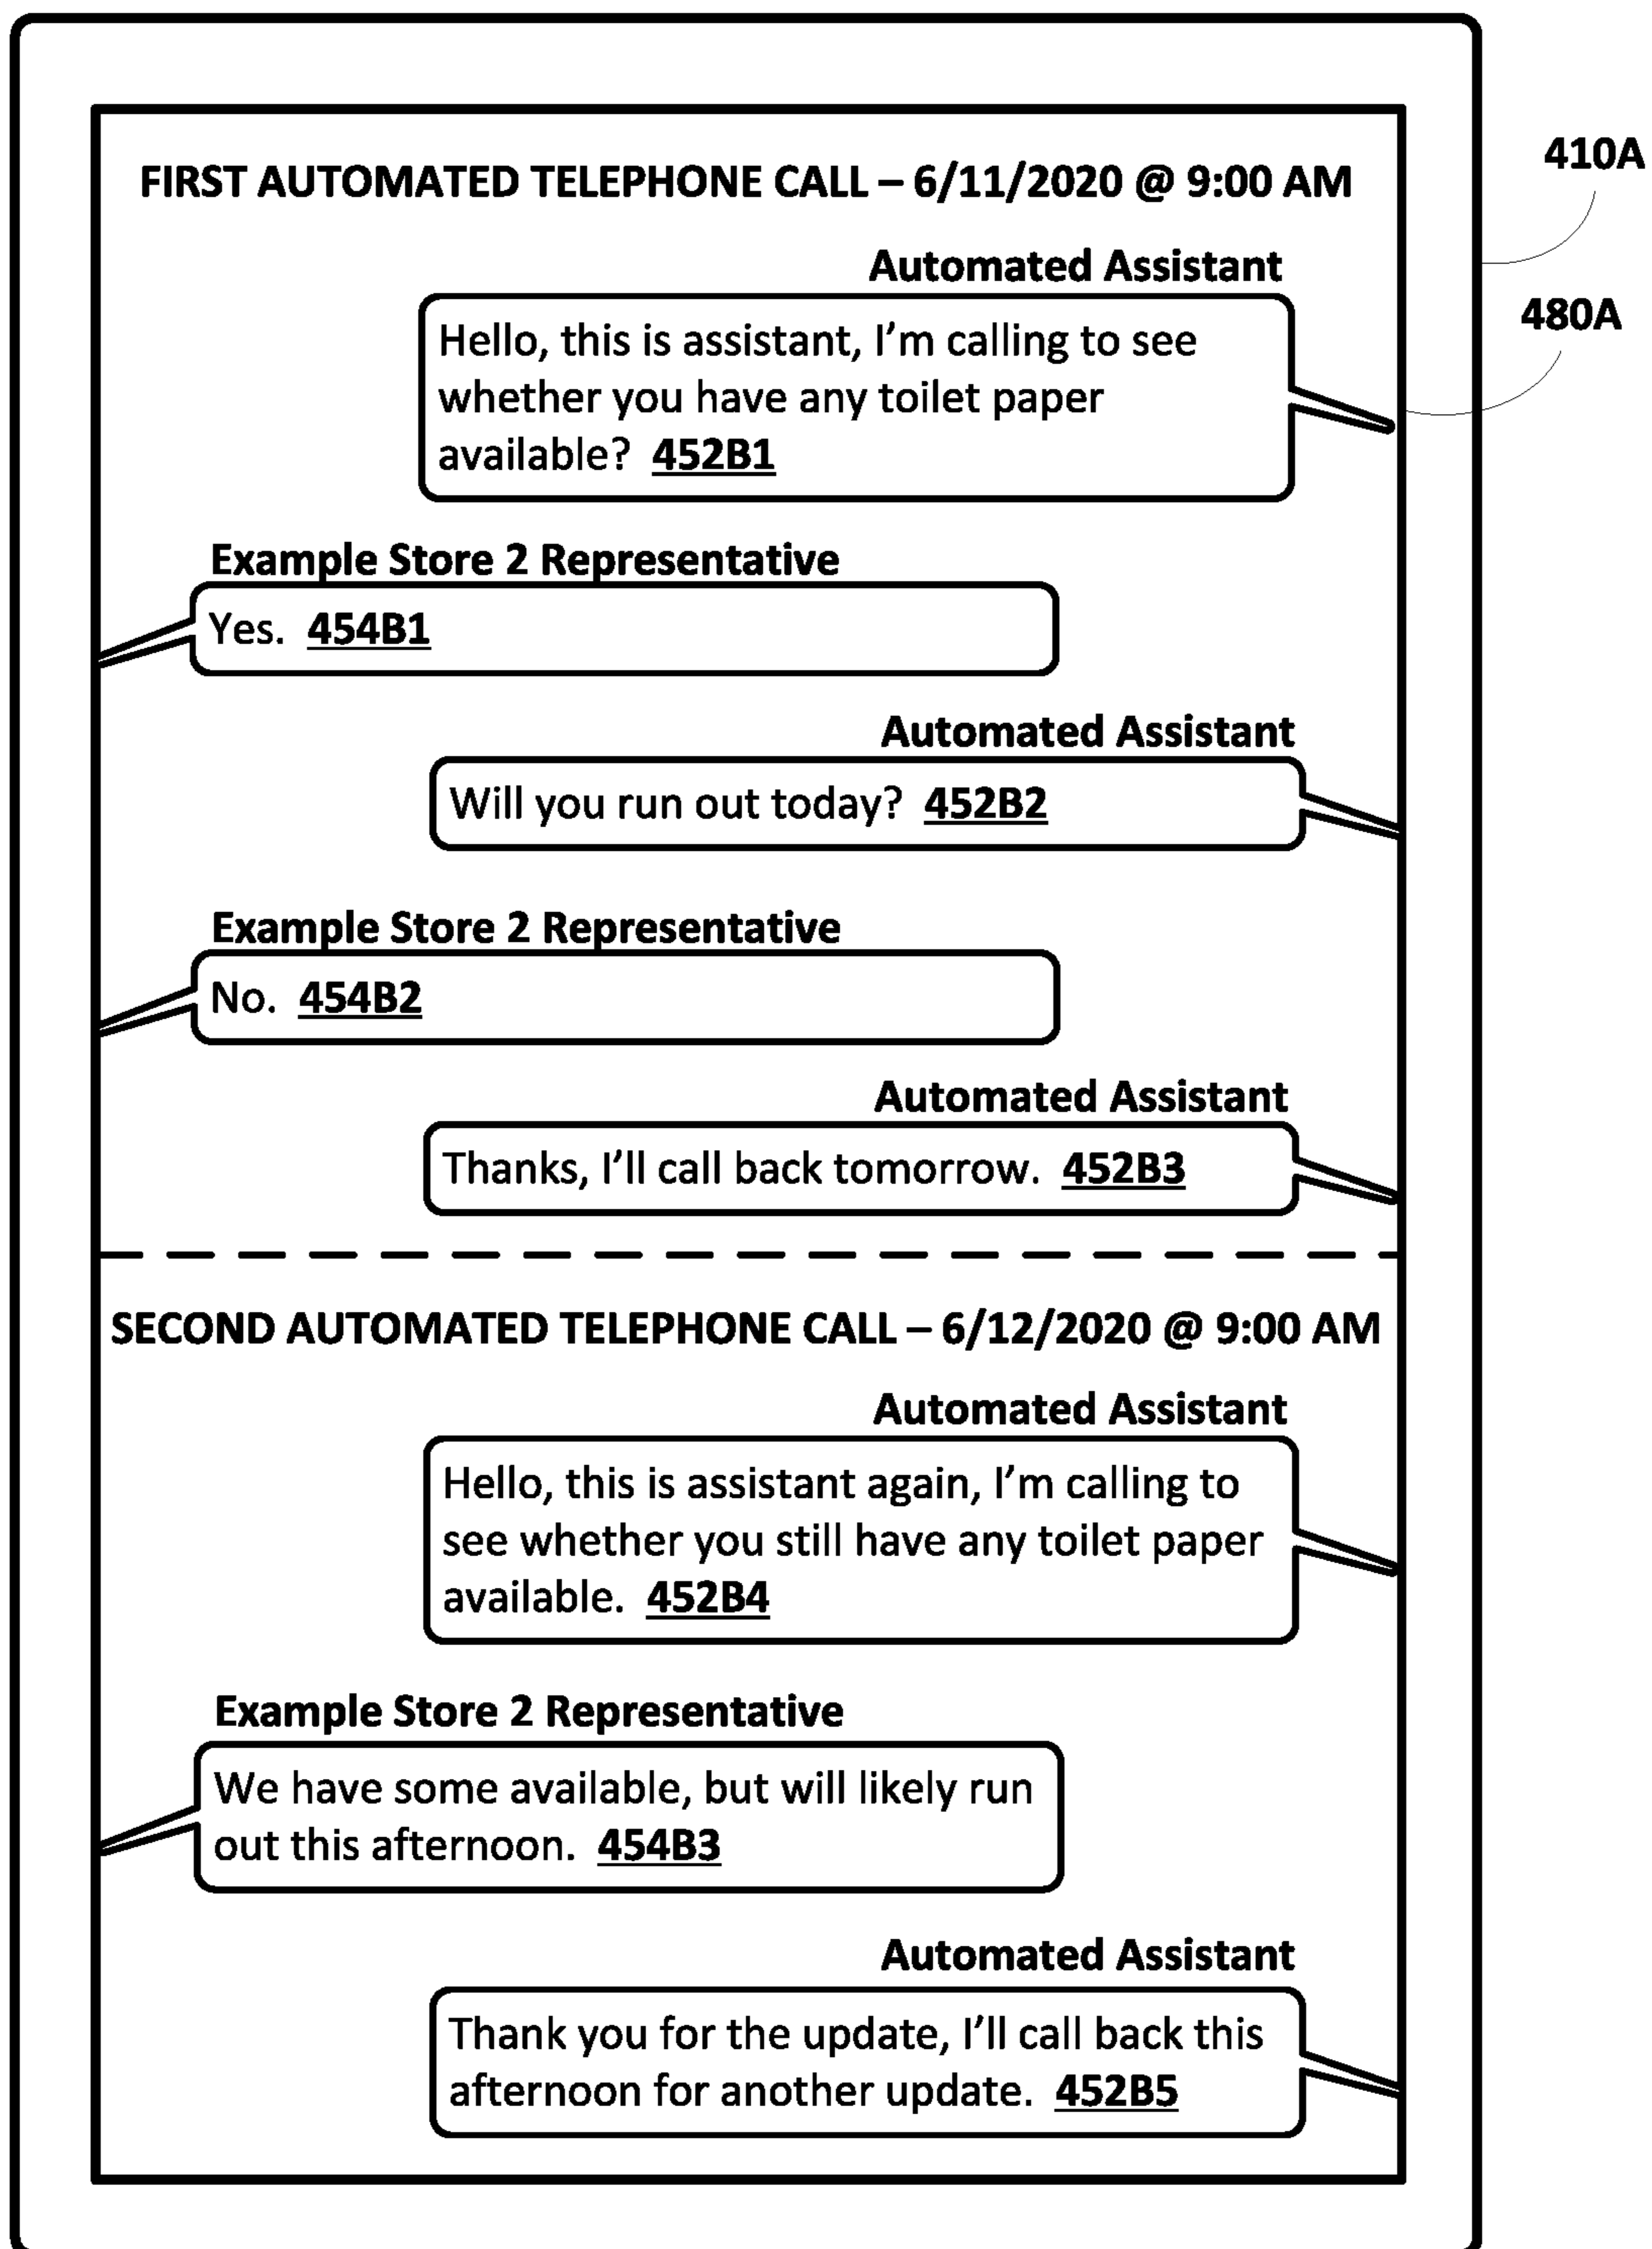 FIRST AUTOMATED TELEPHONE CALL – 6/11/2020 @ 9:00 AM
410A
Automated Assistant
480A
Hello, this is assistant, I'm calling to see
whether you have any toilet paper
available? 452B1
Example Store 2 Representative
Yes. 454B1
Automated Assistant
Will you run out today? 452B2
Example Store 2 Representative
No. 454B2
Automated Assistant
Thanks, I'll call back tomorrow. 452B3
SECOND AUTOMATED TELEPHONE CALL – 6/12/2020 @ 9:00 AM
Automated Assistant
Hello, this is assistant again, I'm calling to
see whether you still have any toilet paper
available. 452B4
Example Store 2 Representative
We have some available, but will likely run
out this afternoon. 454B3
Automated Assistant
Thank you for the update, I'll call back this
afternoon for another update. 452B5